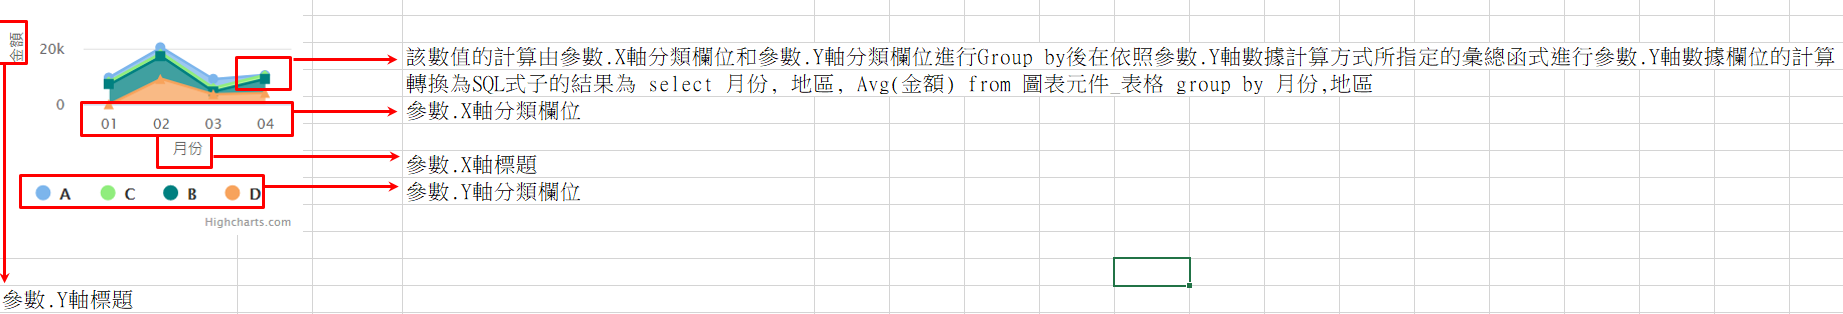 金額
20k
0
01 02 03 04
月份
A C B D
Highcharts.com
該數值的計算由參數.X軸分類欄位和參數.Y軸分類欄位進行Group by後在依照參數.Y軸數據計算方式所指定的彙總函式進行參數.Y軸數據欄位的計算
轉換為SQL式子的結果為 select 月份, 地區, Avg(金額) from 圖表元件_表格 group by 月份,地區
參數.X軸分類欄位
參數.X軸標題
參數.Y軸分類欄位
參數.Y軸標題